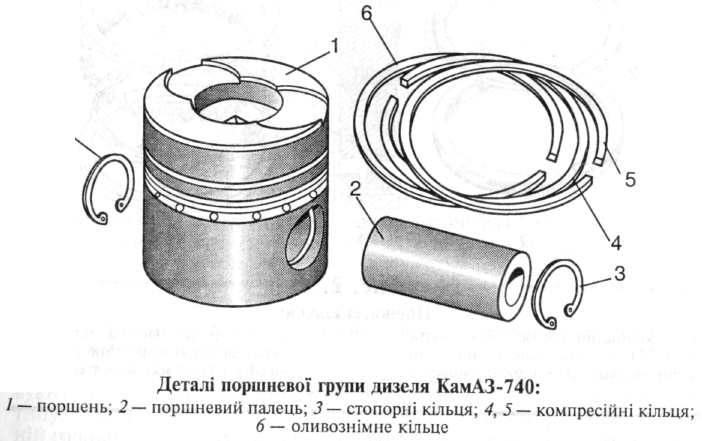 6
1
5
2
4
3
Деталі поршневої групи дизеля КамАЗ-740:
1 — поршень; 2 — поршневий палець; 3 — стопорні кільця; 4, 5 — компресійні кільця;
6 — оливознімне кільце